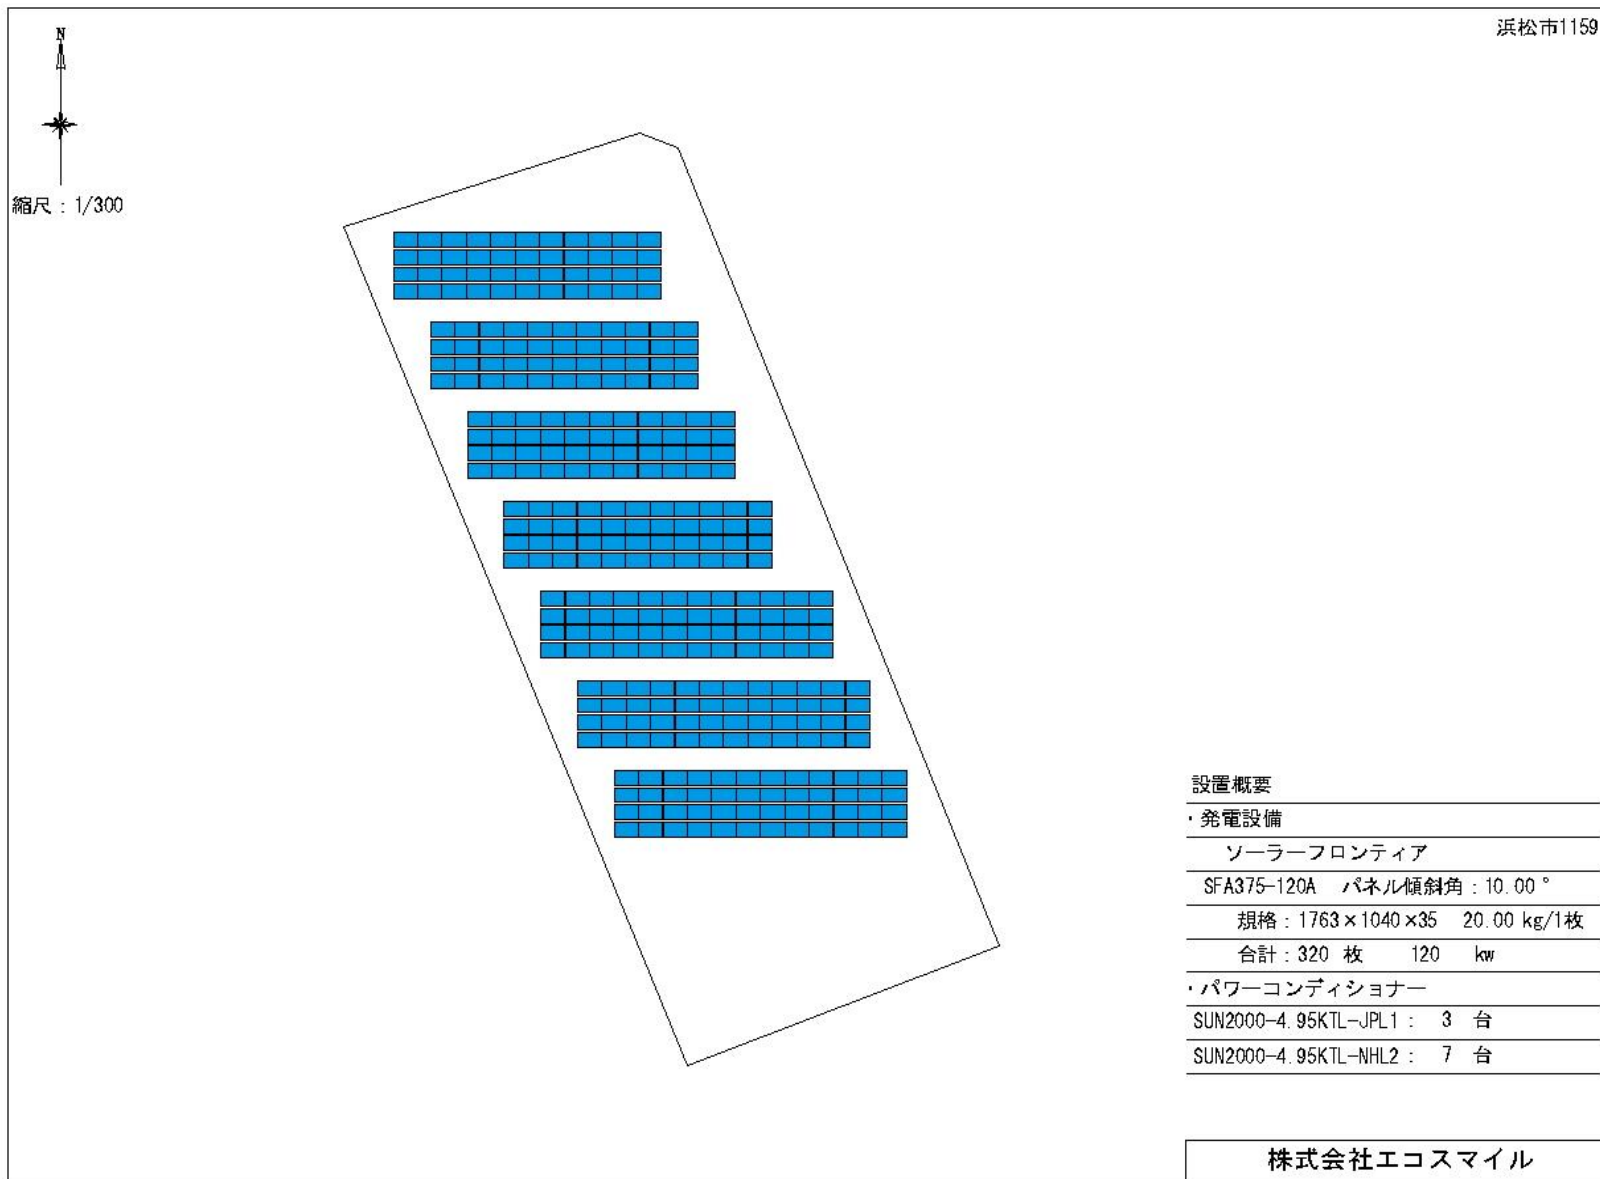 浜松市1159
N
縮尺：1/300
設置概要
・発電設備
ソーラーフロンティア
SFA375-120A パネル傾斜角：10.00°
規格：1763×1040×35 20.00 kg/1枚
合計：320 枚 120 kw
・パワーコンディショナー
SUN2000-4.95KTL-JPL1： 3 台
SUN2000-4.95KTL-NHL2： 7 台
株式会社エコスマイル